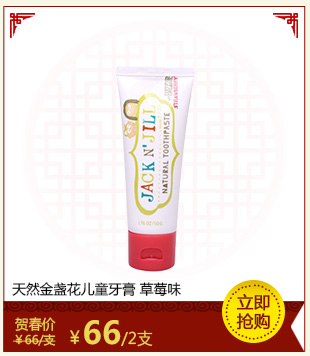 STRAWBERRY
JACK N' JILL
NATURAL TOOTHPASTE
天然金盏花儿童牙膏 草莓味
贺春价
¥66/支
¥66/2支
立即
抢购